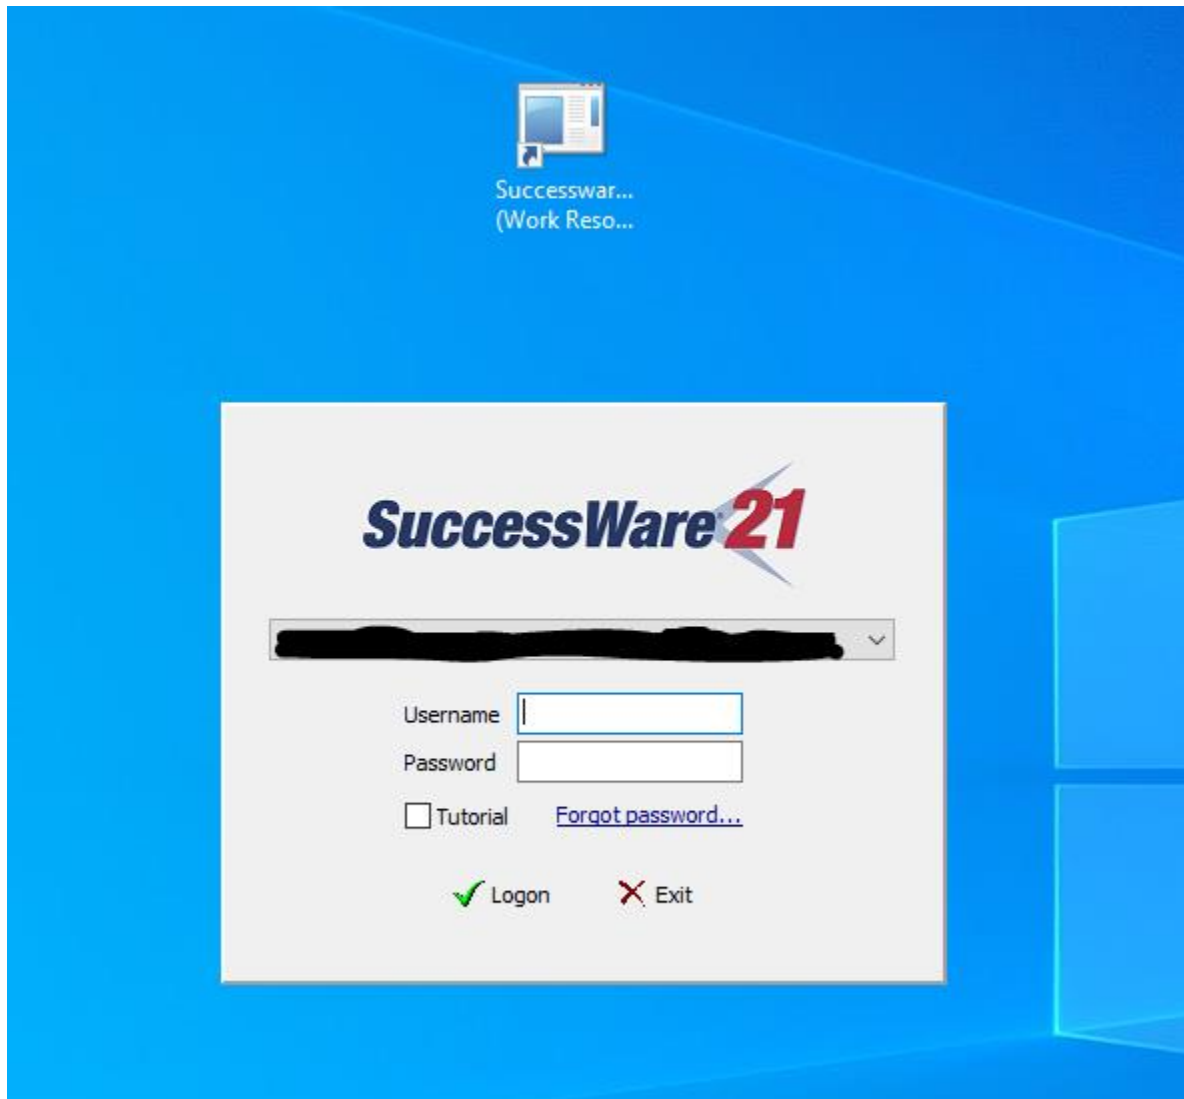 Successwar...
(Work Reso...
SuccessWare 21
Username
Password
Tutorial Forgot password...
Logon Exit